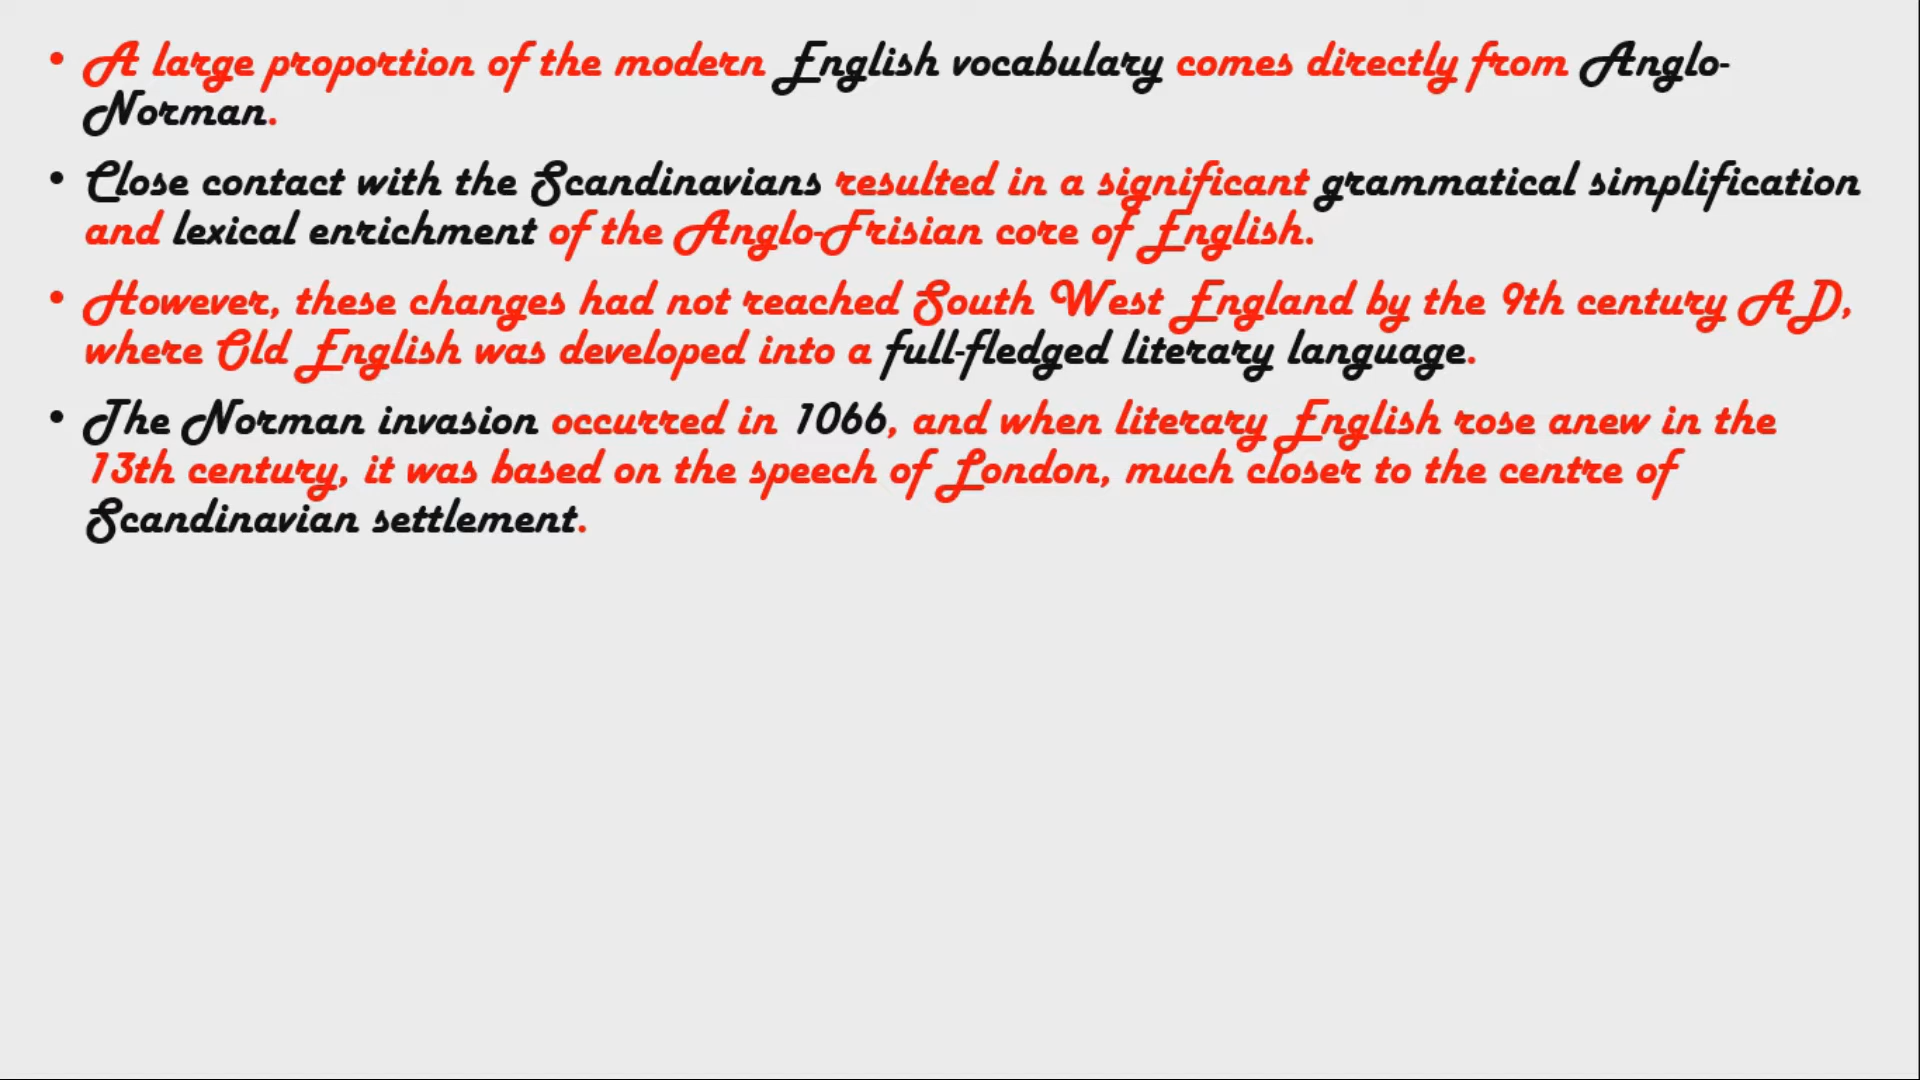 • A large proportion of the modern English vocabulary comes directly from Anglo-
Norman.
• Close contact with the Scandinavians resulted in a significant grammatical simplification
and lexical enrichment of the Anglo-Frisian core of English.
• However, these changes had not reached South West England by the 9th century AD,
where Old English was developed into a full-fledged literary language.
• The Norman invasion occurred in 1066, and when literary English rose anew in the
13th century, it was based on the speech of London, much closer to the centre of
Scandinavian settlement.